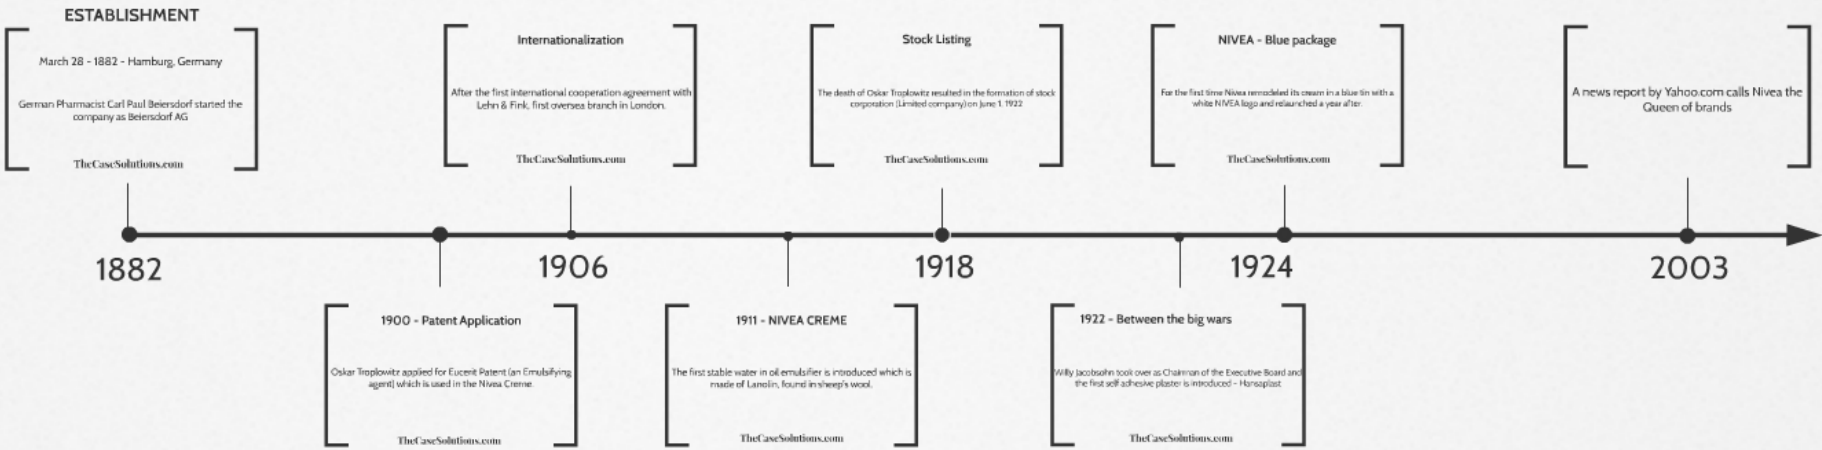 ESTABLISHMENT
March 28 - 1882 - Hamburg, Germany
German Pharmacist Carl Paul Beiersdorf started the
company as Beiersdorf AG
TheCaseSolutions.com
Internationalization
After the first international cooperation agreement with
Lehn & Fink, first oversea branch in London.
TheCaseSolutions.com
Stock Listing
The death of Oskar Troplowitz resulted in the formation of stock
corporation (Limited company) on June 1, 1922
TheCaseSolutions.com
NIVEA - Blue package
For the first time Nivea remodeled its cream in a blue tin with a
white NIVEA logo and relaunched a year after.
TheCaseSolutions.com
A news report by Yahoo.com calls Nivea the
Queen of brands
1882
1906
1918
1924
2003
1900 - Patent Application
Oskar Troplowitz applied for Eucerit Patent (an Emulsifying
agent) which is used in the Nivea Creme.
TheCaseSolutions.com
1911 - NIVEA CREME
The first stable water in oil emulsifier is introduced which is
made of Lanolin, found in sheep's wool.
TheCaseSolutions.com
1922 - Between the big wars
Willy Jacobsohn took over as Chairman of the Executive Board and
the first self adhesive plaster is introduced - Hansaplast
TheCaseSolutions.com